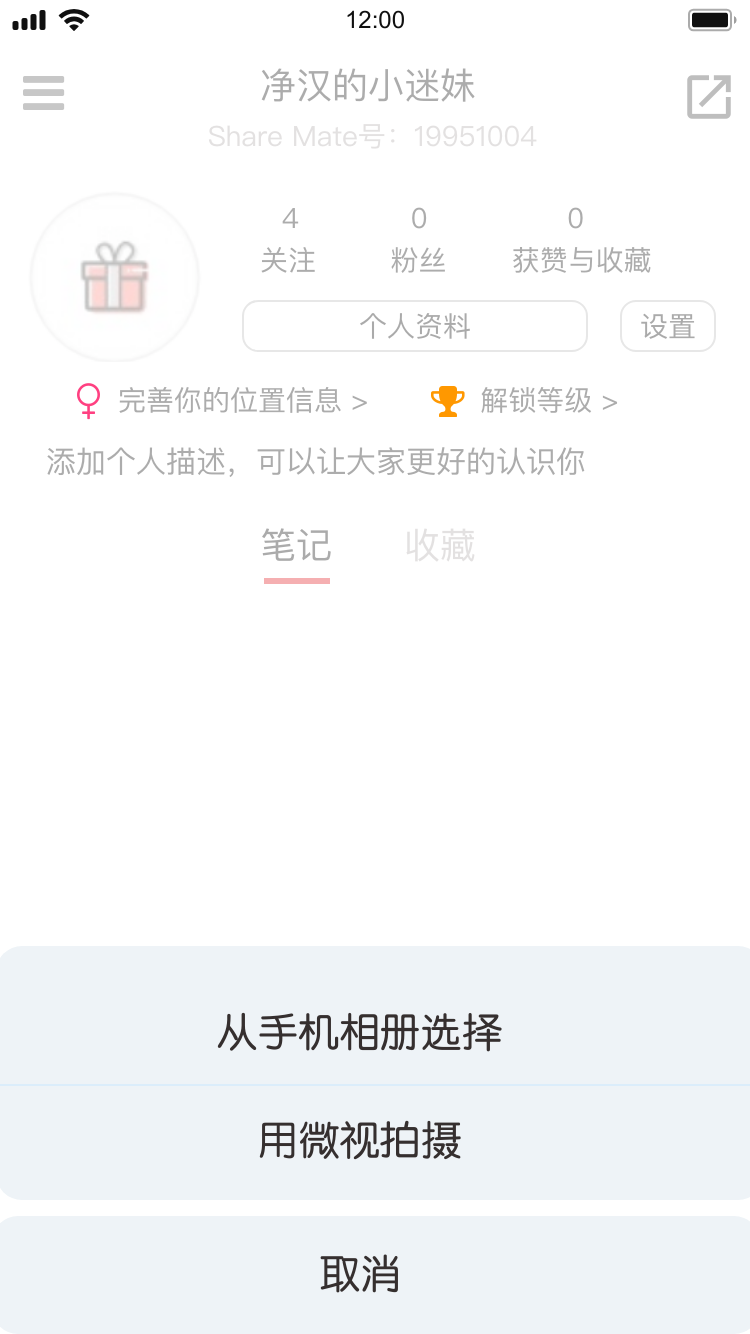 12:00
净汉的小迷妹
Share Mate号：19951004
4 0 0
关注 粉丝 获赞与收藏
个人资料 设置
完善你的位置信息 > 解锁等级 >
添加个人描述，可以让大家更好的认识你
笔记 收藏
从手机相册选择
用微视拍摄
取消